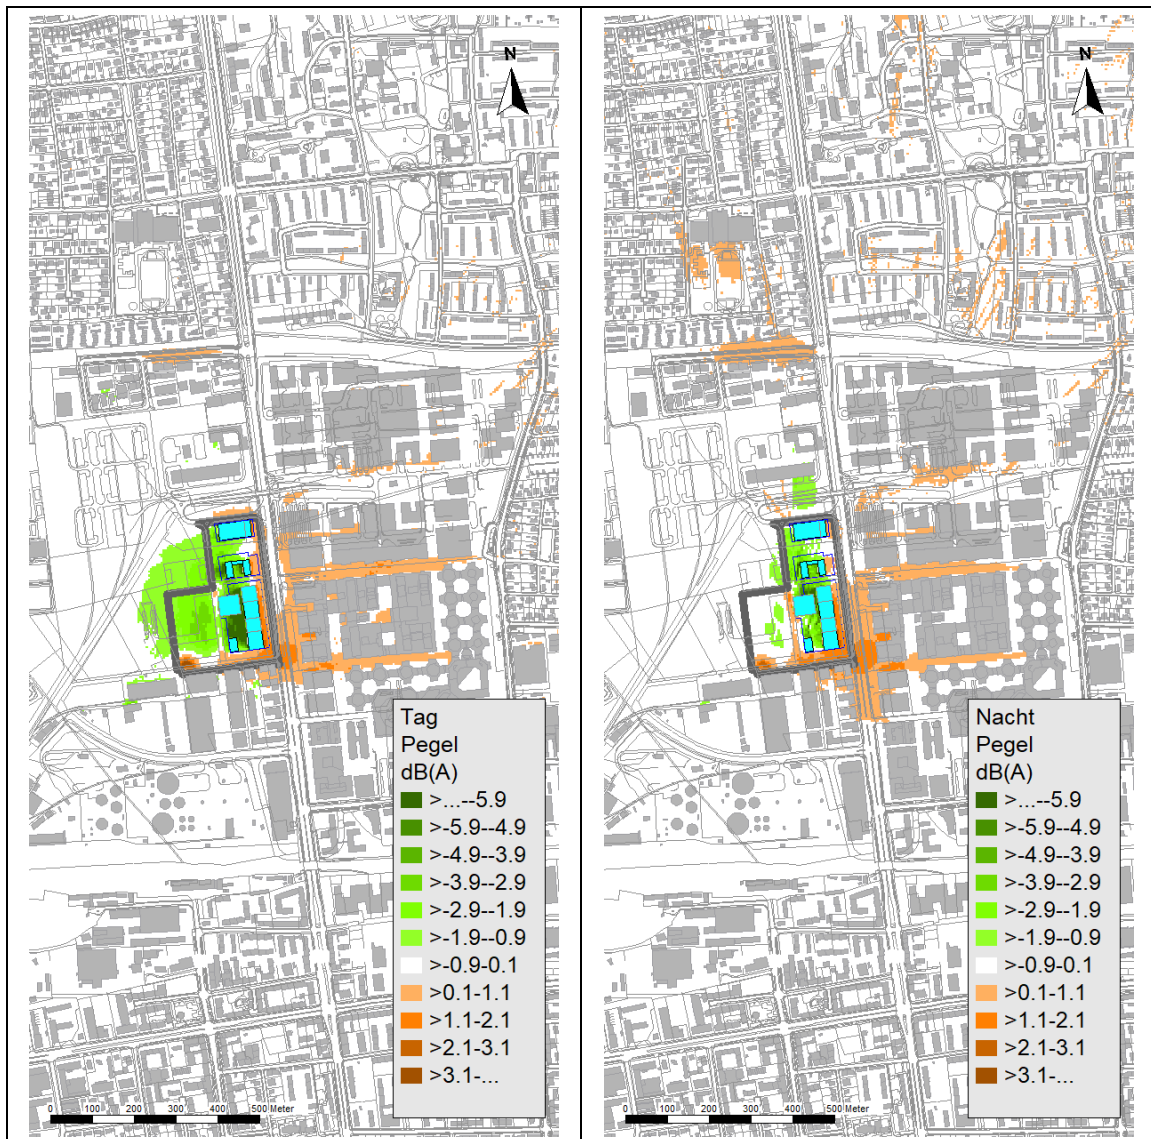 N
Tag
Pegel
dB(A)
>...--5.9
>-5.9--4.9
>-4.9--3.9
>-3.9--2.9
>-2.9--1.9
>-1.9--0.9
>-0.9-0.1
>0.1-1.1
>1.1-2.1
>2.1-3.1
>3.1-...
0 100 200 300 400 500 Meter
N
Nacht
Pegel
dB(A)
>...--5.9
>-5.9--4.9
>-4.9--3.9
>-3.9--2.9
>-2.9--1.9
>-1.9--0.9
>-0.9-0.1
>0.1-1.1
>1.1-2.1
>2.1-3.1
>3.1-...
0 100 200 300 400 500 Meter